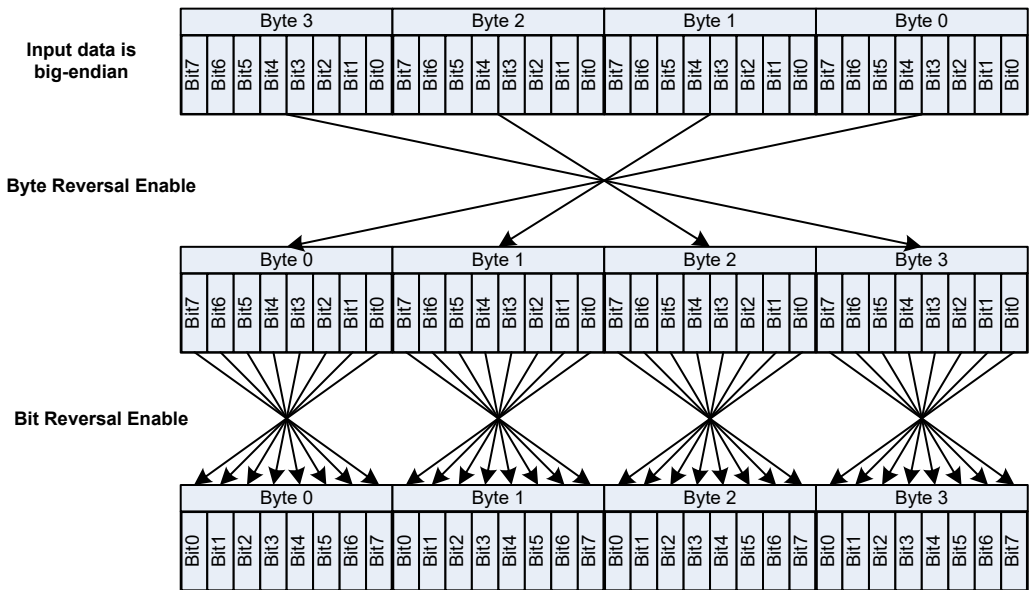 Byte 3 Byte 2 Byte 1 Byte 0
Input data is
big-endian
Bit7 Bit6 Bit5 Bit4 Bit3 Bit2 Bit1 Bit0 Bit7 Bit6 Bit5 Bit4 Bit3 Bit2 Bit1 Bit0 Bit7 Bit6 Bit5 Bit4 Bit3 Bit2 Bit1 Bit0 Bit7 Bit6 Bit5 Bit4 Bit3 Bit2 Bit1 Bit0
Byte Reversal Enable
Byte 0 Byte 1 Byte 2 Byte 3
Bit7 Bit6 Bit5 Bit4 Bit3 Bit2 Bit1 Bit0 Bit7 Bit6 Bit5 Bit4 Bit3 Bit2 Bit1 Bit0 Bit7 Bit6 Bit5 Bit4 Bit3 Bit2 Bit1 Bit0 Bit7 Bit6 Bit5 Bit4 Bit3 Bit2 Bit1 Bit0
Bit Reversal Enable
Byte 0 Byte 1 Byte 2 Byte 3
Bit0 Bit1 Bit2 Bit3 Bit4 Bit5 Bit6 Bit7 Bit0 Bit1 Bit2 Bit3 Bit4 Bit5 Bit6 Bit7 Bit0 Bit1 Bit2 Bit3 Bit4 Bit5 Bit6 Bit7 Bit0 Bit1 Bit2 Bit3 Bit4 Bit5 Bit6 Bit7